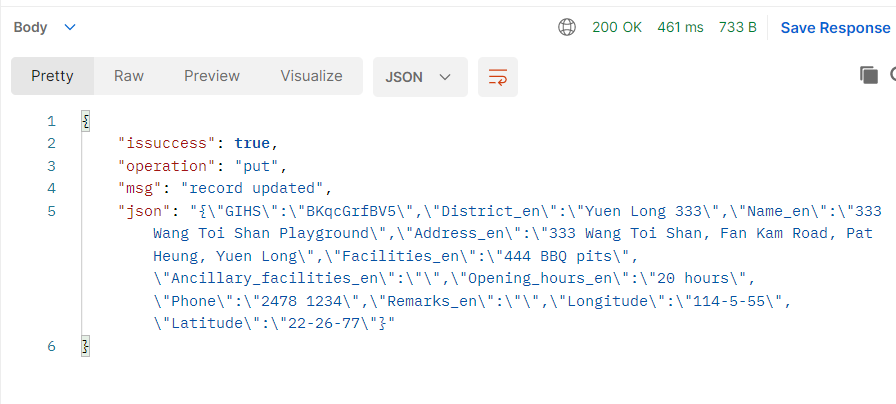 Body 200 OK 461 ms 733 B Save Response
Pretty Raw Preview Visualize JSON
1 {
2 "issuccess": true,
3 "operation": "put",
4 "msg": "record updated",
5 "json": "{\"GIHS\":\"BKqcGrfBV5\",\"District_en\":\"Yuen Long 333\",\"Name_en\":\"333
Wang Toi Shan Playground\",\"Address_en\":\"333 Wang Toi Shan, Fan Kam Road, Pat
Heung, Yuen Long\",\"Facilities_en\":\"444 BBQ pits\",
\"Ancillary_facilities_en\":\"\",\"Opening_hours_en\":\"20 hours\",
\"Phone\":\"2478 1234\",\"Remarks_en\":\"\",\"Longitude\":\"114-5-55\",
\"Latitude\":\"22-26-77\"}"
6 }